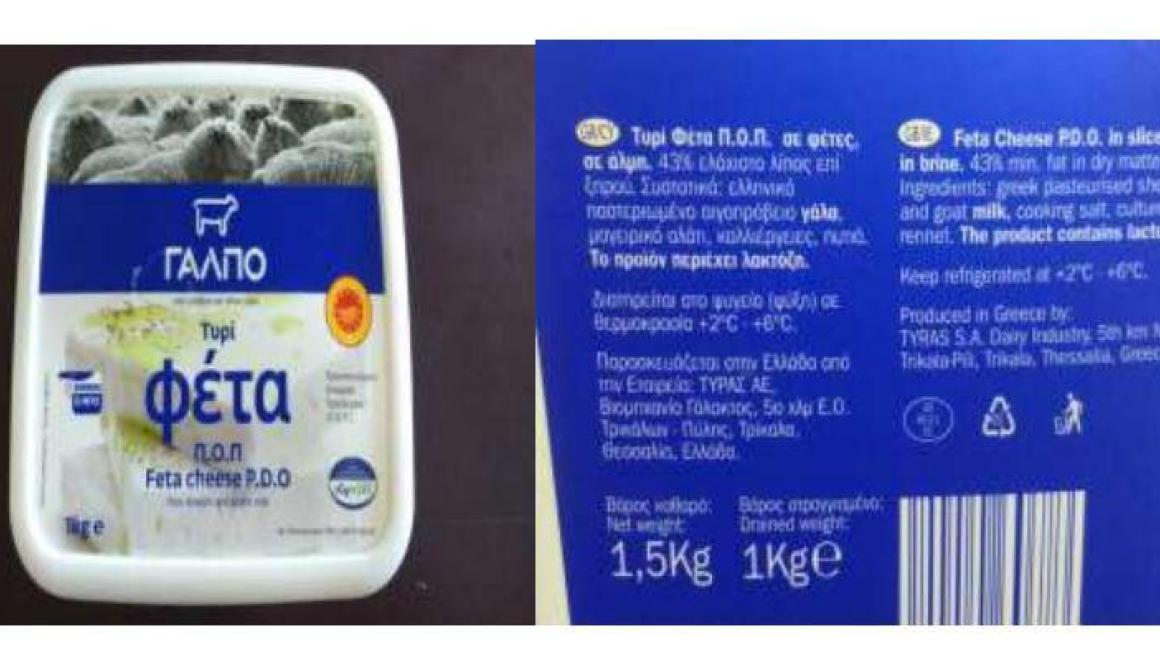 ΓΑΛΠΟ
Τυρί
φέτα
Π.Ο.Π
Feta cheese P.D.O
1kg e
Τυρί Φέτα Π.Ο.Π. σε φέτες,
σε άλμη. 43% ελάχιστο λίπος επί
ξηρού. Συστατικά: ελληνικό
παστεριωμένο αιγοπρόβειο γάλα,
μαγειρικό αλάτι, καλλιέργειες, πυτιά.
Το προϊόν περιέχει λακτόζη.
Διατηρείται στο ψυγείο (ψύξη) σε
θερμοκρασία +2°C - +6°C.
Παρασκευάζεται στην Ελλάδα από
την Εταιρεία: ΤΥΡΑΣ ΑΕ,
Βιομηχανία Γάλακτος, 5ο χλμ Ε.Ο.
Τρικάλων - Πύλης, Τρίκαλα,
Θεσσαλία, Ελλάδα.
Βάρος καθαρό:
Net weight:
1,5Kg
Βάρος στραγγισμένο:
Drained weight:
1Kg e
Feta Cheese P.D.O. in slice
in brine. 43% min. fat in dry matte
Ingredients: greek pasteurised she
and goat milk, cooking salt, cultur
rennet. The product contains lacto
Keep refrigerated at +2°C - +6°C.
Produced in Greece by:
TYRAS S.A. Dairy Industry, 5th km N
Trikala-Pili, Trikala, Thessalia, Greec